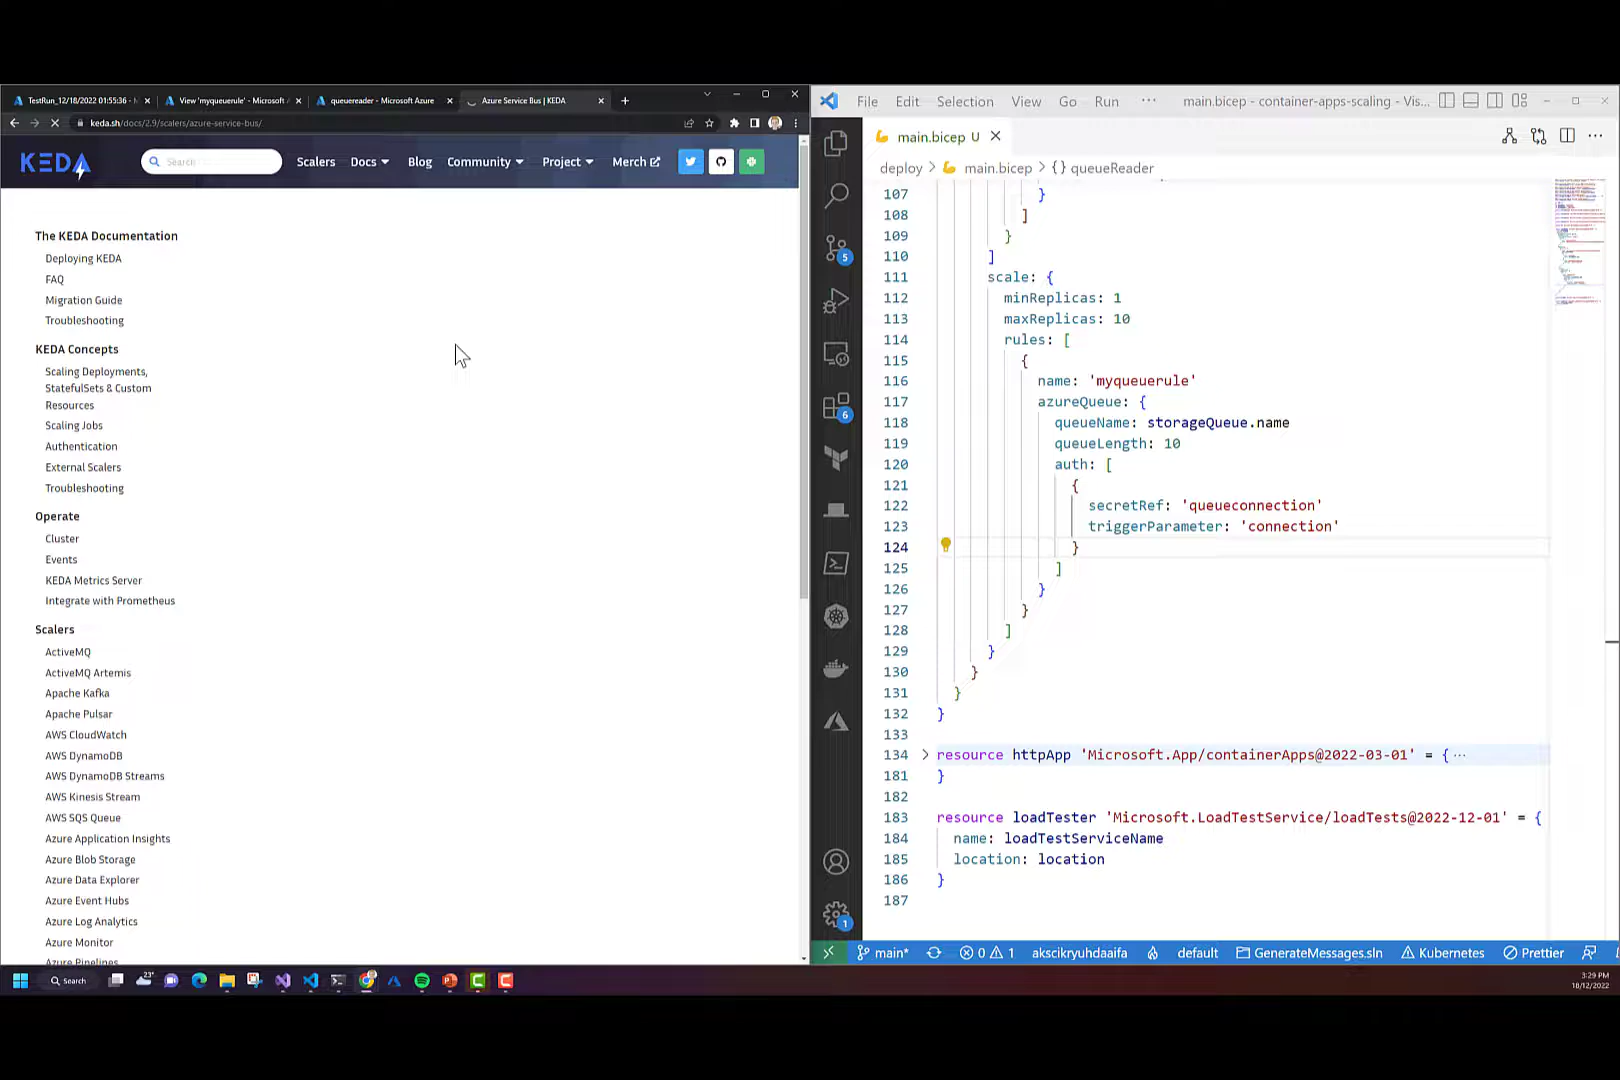 TestRun_12/18/2022 01:55:36 - M
View 'myqueuerule' - Microsoft A
queuereader - Microsoft Azure
Azure Service Bus | KEDA
keda.sh/docs/2.9/scalers/azure-service-bus/
KEDA
Search
Scalers
Docs
Blog
Community
Project
Merch
The KEDA Documentation
Deploying KEDA
FAQ
Migration Guide
Troubleshooting
KEDA Concepts
Scaling Deployments,
StatefulSets & Custom
Resources
Scaling Jobs
Authentication
External Scalers
Troubleshooting
Operate
Cluster
Events
KEDA Metrics Server
Integrate with Prometheus
Scalers
ActiveMQ
ActiveMQ Artemis
Apache Kafka
Apache Pulsar
AWS CloudWatch
AWS DynamoDB
AWS DynamoDB Streams
AWS Kinesis Stream
AWS SQS Queue
Azure Application Insights
Azure Blob Storage
Azure Data Explorer
Azure Event Hubs
Azure Log Analytics
Azure Monitor
Azure Pipelines
File Edit Selection View Go Run ··· main.bicep - container-apps-scaling - Vis...
main.bicep U
deploy > main.bicep > {} queueReader
107 }
108 ]
109 }
110 ]
111 scale: {
112 minReplicas: 1
113 maxReplicas: 10
114 rules: [
115 {
116 name: 'myqueuerule'
117 azureQueue: {
118 queueName: storageQueue.name
119 queueLength: 10
120 auth: [
121 {
122 secretRef: 'queueconnection'
123 triggerParameter: 'connection'
124 }
125 ]
126 }
127 }
128 ]
129 }
130 }
131 }
132 }
133
134 resource httpApp 'Microsoft.App/containerApps@2022-03-01' = { ···
181 }
182
183 resource loadTester 'Microsoft.LoadTestService/loadTests@2022-12-01' = {
184 name: loadTestServiceName
185 location: location
186 }
187
5
6
1
main* 0 1 akscikryuhdaaifa default GenerateMessages.sln Kubernetes Prettier
Search
23°
3:29 PM
18/12/2022